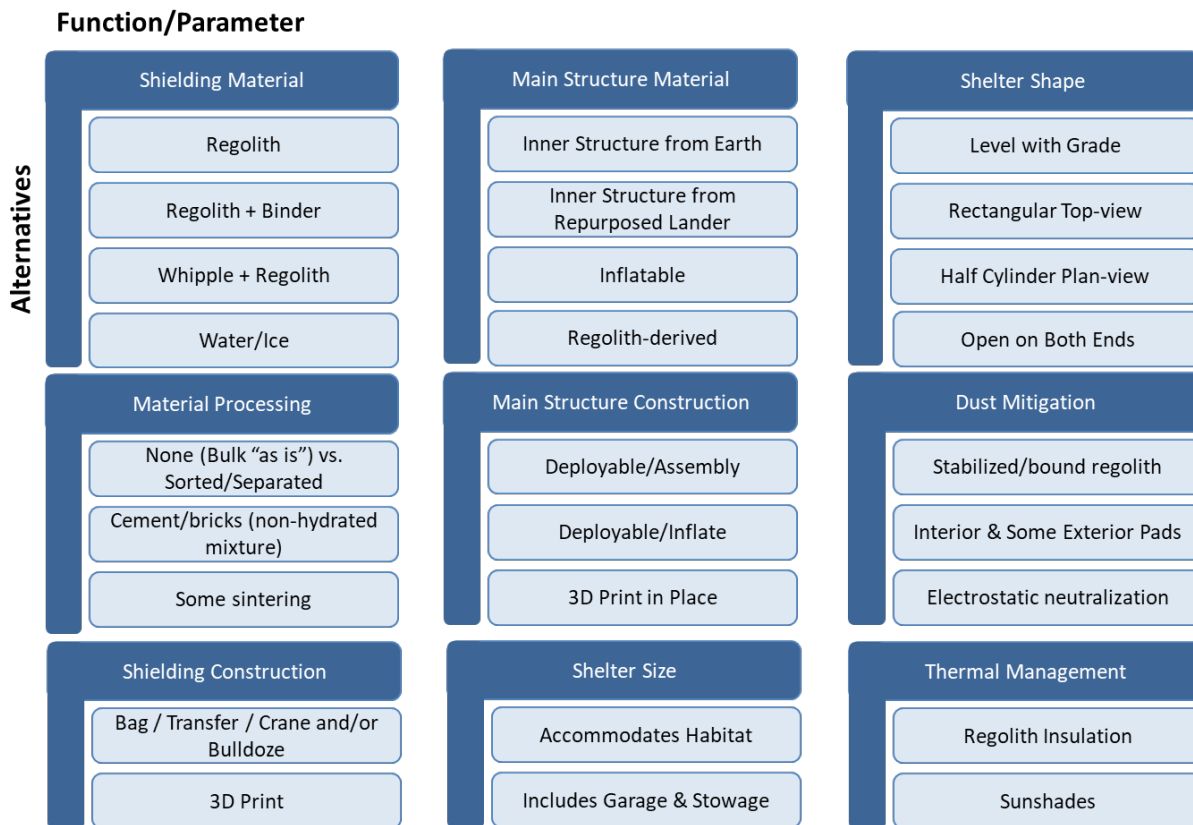 Function/Parameter
Alternatives
Shielding Material
Regolith
Regolith + Binder
Whipple + Regolith
Water/Ice
Main Structure Material
Inner Structure from Earth
Inner Structure from
Repurposed Lander
Inflatable
Regolith-derived
Shelter Shape
Level with Grade
Rectangular Top-view
Half Cylinder Plan-view
Open on Both Ends
Material Processing
None (Bulk “as is”) vs.
Sorted/Separated
Cement/bricks (non-hydrated
mixture)
Some sintering
Main Structure Construction
Deployable/Assembly
Deployable/Inflate
3D Print in Place
Dust Mitigation
Stabilized/bound regolith
Interior & Some Exterior Pads
Electrostatic neutralization
Shielding Construction
Bag / Transfer / Crane and/or
Bulldoze
3D Print
Shelter Size
Accommodates Habitat
Includes Garage & Stowage
Thermal Management
Regolith Insulation
Sunshades